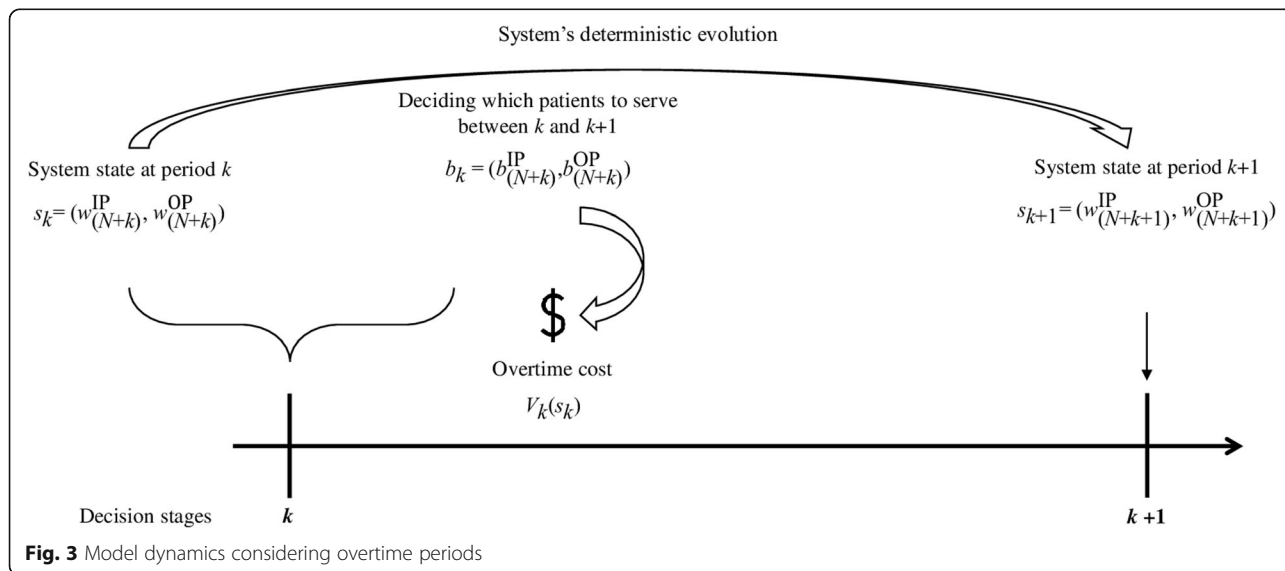 System's deterministic evolution
Deciding which patients to serve
between k and k+1
b_k = (b^IP_(N+k), b^OP_(N+k))
System state at period k
s_k = (w^IP_(N+k), w^OP_(N+k))
System state at period k+1
s_k+1 = (w^IP_(N+k+1), w^OP_(N+k+1))
$
Overtime cost
V_k(s_k)
Decision stages k k +1
Fig. 3 Model dynamics considering overtime periods